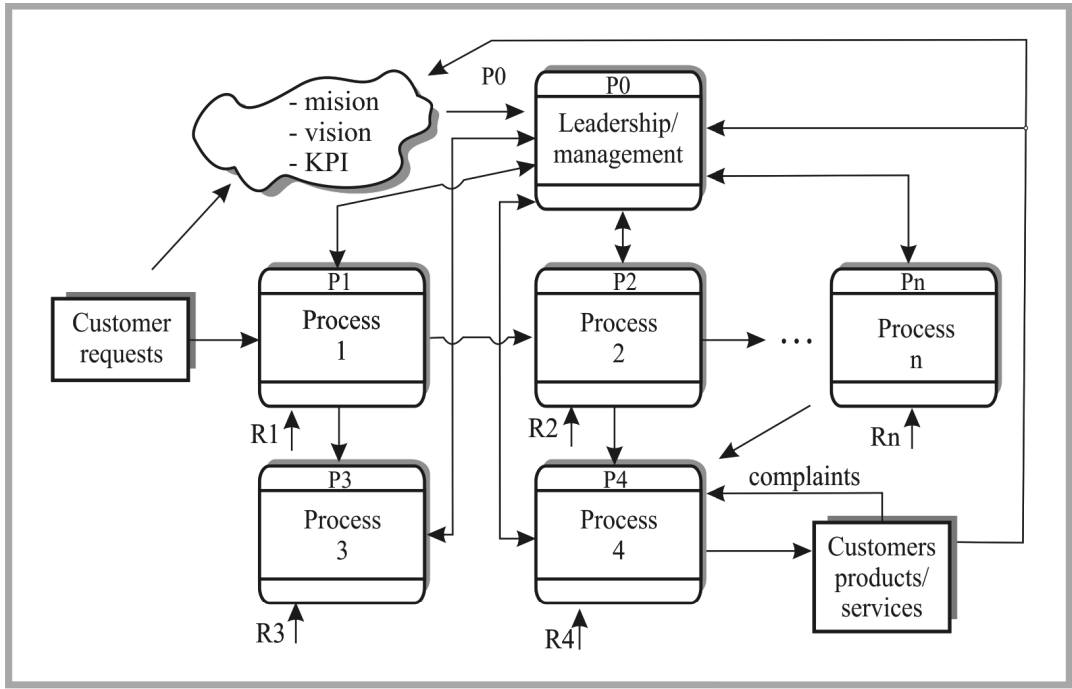 P0
- mision
- vision
- KPI
P0
Leadership/
management
Customer
requests
P1
Process
1
P2
Process
2
...
Pn
Process
n
R1
R2
Rn
P3
Process
3
P4
Process
4
complaints
Customers
products/
services
R3
R4